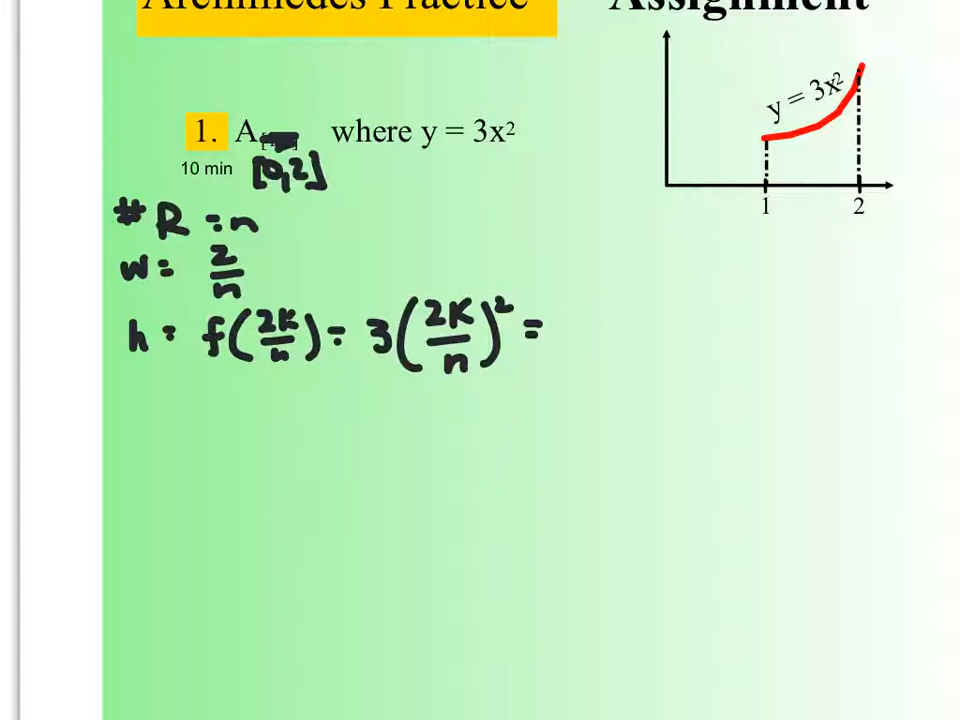 Archimedes Practice Assignment
y = 3x²
1. A where y = 3x²
10 min [0,2]
1 2
# R = n
w = 2/n
h = f(2k/n) = 3(2k/n)² =